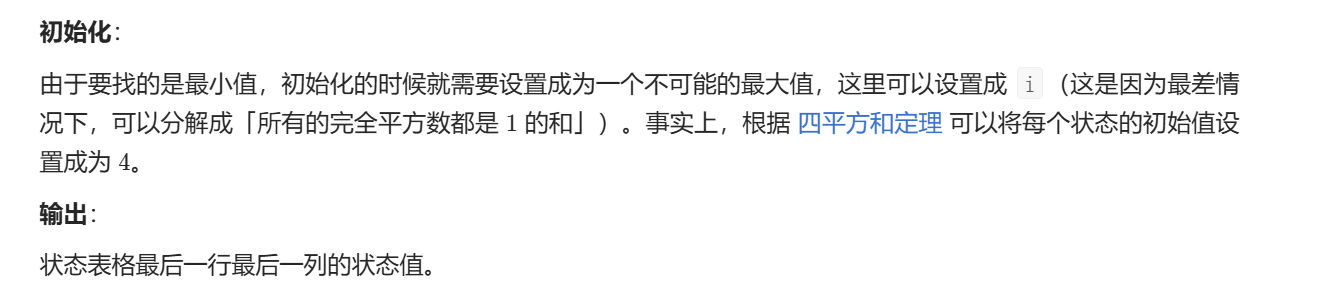 初始化：
由于要找的是最小值，初始化的时候就需要设置成为一个不可能的最大值，这里可以设置成 i （这是因为最差情
况下，可以分解成「所有的完全平方数都是 1 的和」）。事实上，根据 四平方和定理 可以将每个状态的初始值设
置成为 4。
输出：
状态表格最后一行最后一列的状态值。